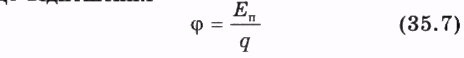 φ = Eп / q (35.7)